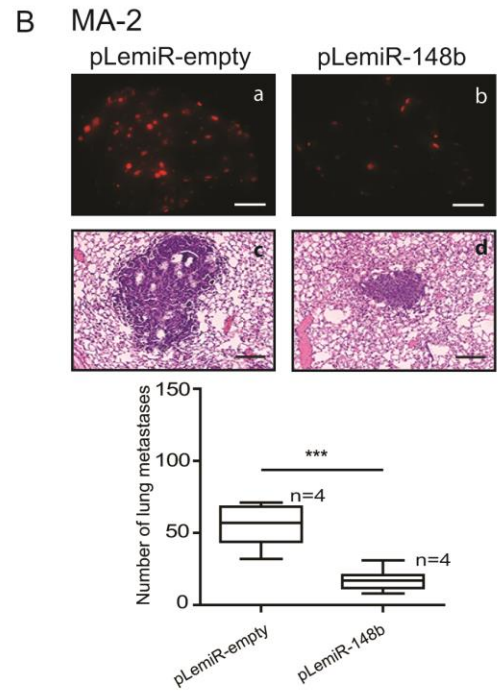 B MA-2
pLemiR-empty pLemiR-148b
a b
c d
Number of lung metastases
150
100
50
0
***
n=4
n=4
pLemiR-empty
pLemiR-148b